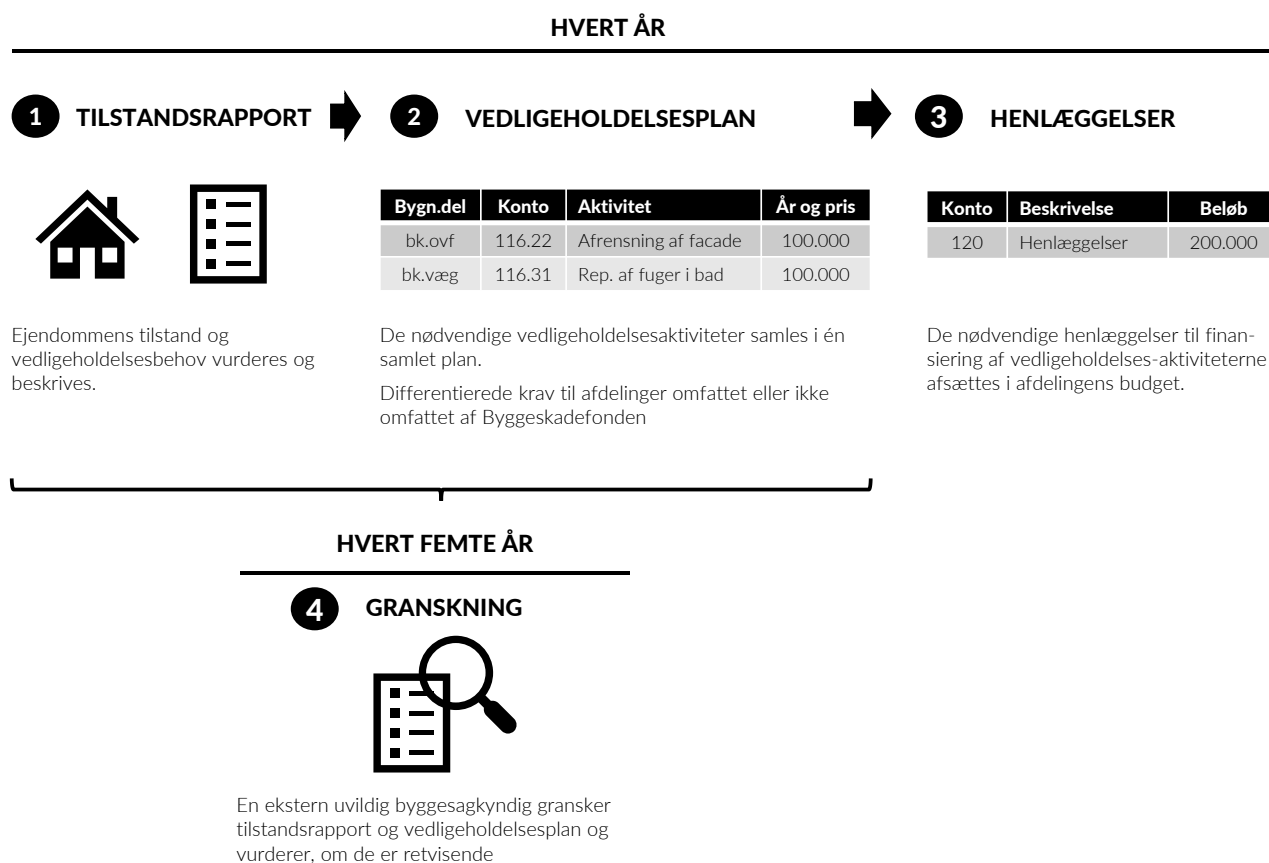 HVERT ÅR
1 TILSTANDSRAPPORT
2 VEDLIGEHOLDELSESPLAN
3 HENLÆGGELSER
Bygn.del Konto Aktivitet År og pris
bk.ovf 116.22 Afrensning af facade 100.000
bk.væg 116.31 Rep. af fuger i bad 100.000
Konto Beskrivelse Beløb
120 Henlæggelser 200.000
Ejendommens tilstand og
vedligeholdelsesbehov vurderes og
beskrives.
De nødvendige vedligeholdelsesaktiviteter samles i én
samlet plan.
Differentierede krav til afdelinger omfattet eller ikke
omfattet af Byggeskadefonden
De nødvendige henlæggelser til finan-
siering af vedligeholdelses-aktiviteterne
afsættes i afdelingens budget.
HVERT FEMTE ÅR
4 GRANSKNING
En ekstern uvildig byggesagkyndig gransker
tilstandsrapport og vedligeholdelsesplan og
vurderer, om de er retvisende